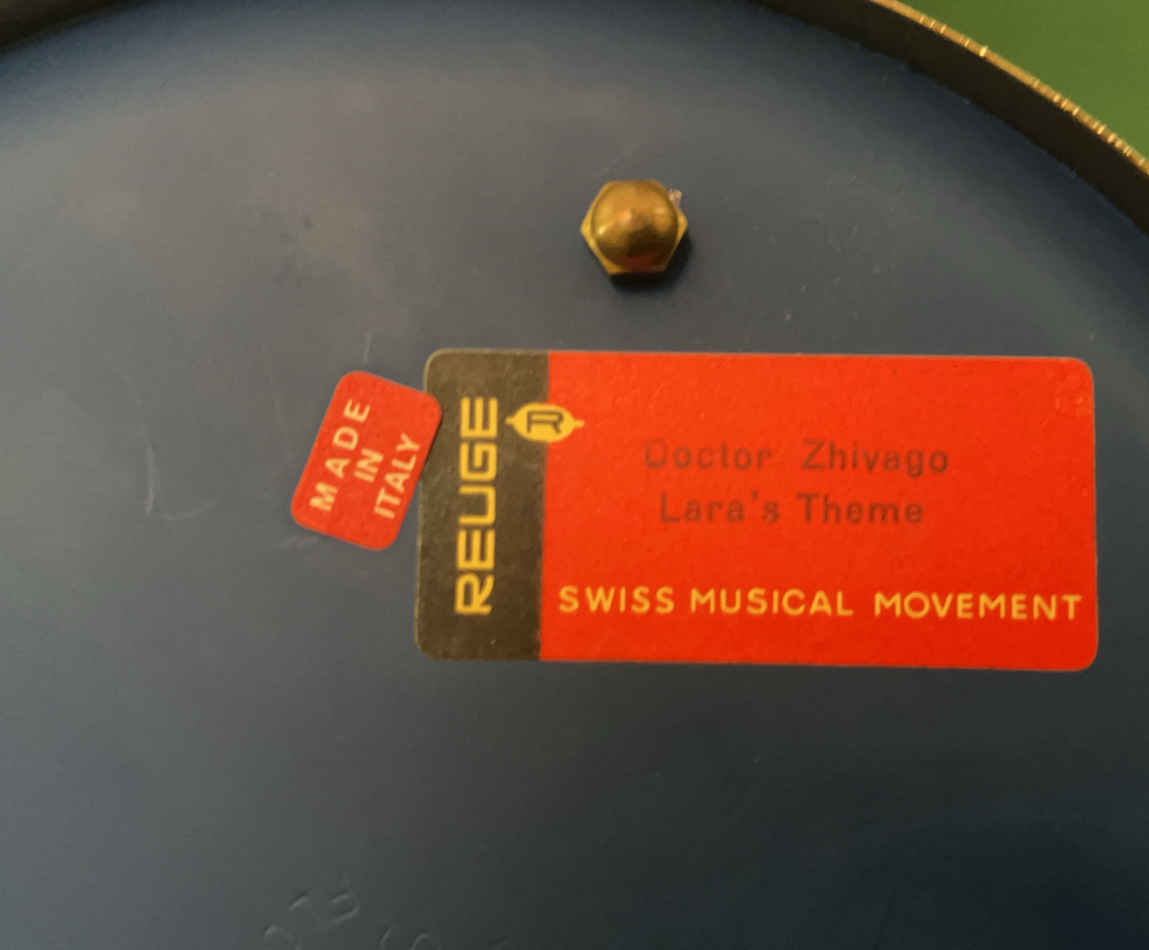 MADE
IN
ITALY
REUGE
R
Doctor Zhivago
Lara's Theme
SWISS MUSICAL MOVEMENT